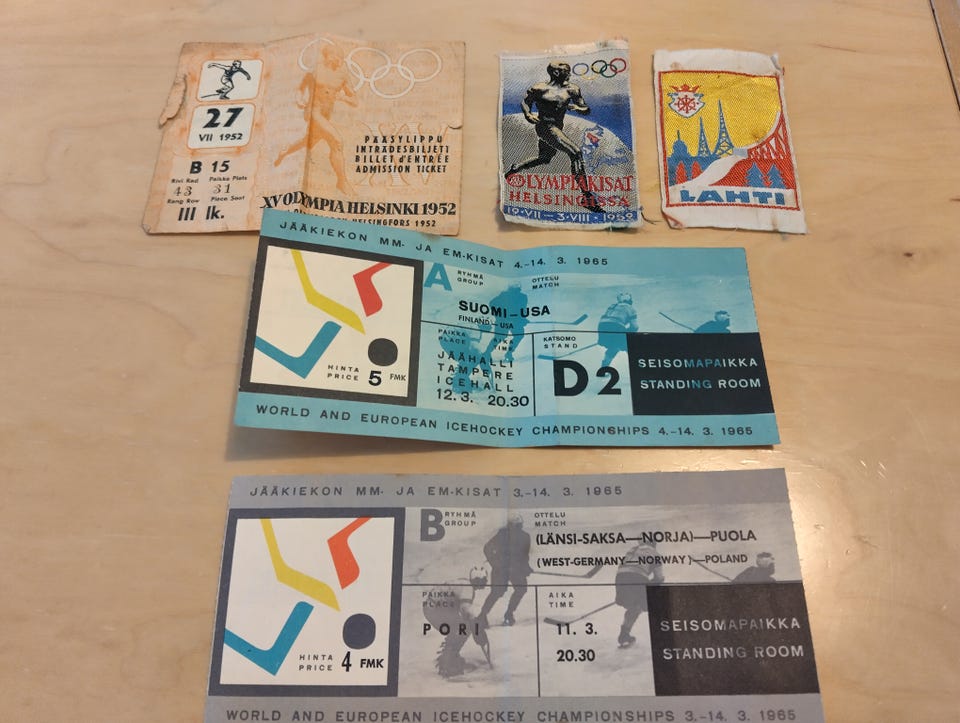 27
VII 1952
B 15
Rivi Rad Paikka Plats
43 31
Rang Row Place Seat
III lk.
PÄÄSYLIPPU
INTRÄDESBILJETT
BILLET d'ENTRÉE
ADMISSION TICKET
XV OLYMPIA HELSINKI 1952
HELSINGFORS 1952
OLYMPIAKISAT
HELSINGISSÄ
19·VII — 3·VIII·1952
LAHTI
JÄÄKIEKON MM- JA EM-KISAT 4.–14. 3. 1965
A RYHMÄ
GROUP
OTTELU
MATCH
SUOMI–USA
FINLAND–USA
PAIKKA
PLACE
AIKA
TIME
JÄÄHALLI
TAMPERE
ICEHALL
12.3. 20.30
KATSOMO
STAND
D2
SEISOMAPAIKKA
STANDING ROOM
HINTA
PRICE 5 FMK
WORLD AND EUROPEAN ICEHOCKEY CHAMPIONSHIPS 4.–14. 3. 1965
JÄÄKIEKON MM- JA EM-KISAT 3.–14. 3. 1965
B RYHMÄ
GROUP
OTTELU
MATCH
(LÄNSI-SAKSA—NORJA)—PUOLA
(WEST-GERMANY—NORWAY)—POLAND
PAIKKA
PLACE
PORI
AIKA
TIME
11. 3.
20.30
SEISOMAPAIKKA
STANDING ROOM
HINTA
PRICE 4 FMK
WORLD AND EUROPEAN ICEHOCKEY CHAMPIONSHIPS 3.–14. 3. 1965